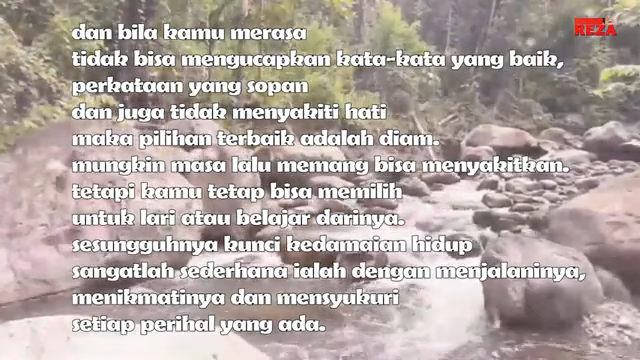 REZA
dan bila kamu merasa
tidak bisa mengucapkan kata-kata yang baik,
perkataan yang sopan
dan juga tidak menyakiti hati
maka pilihan terbaik adalah diam.
mungkin masa lalu memang bisa menyakitkan.
tetapi kamu tetap bisa memilih
untuk lari atau belajar darinya.
sesungguhnya kunci kedamaian hidup
sangatlah sederhana ialah dengan menjalaninya,
menikmatinya dan mensyukuri
setiap perihal yang ada.